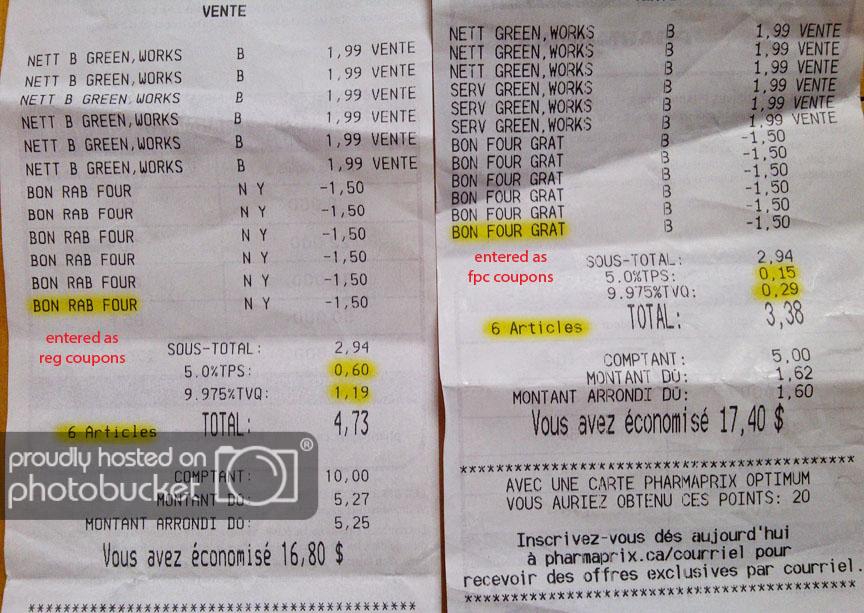 VENTE
NETT B GREEN,WORKS B 1,99 VENTE
NETT B GREEN,WORKS B 1,99 VENTE
NETT B GREEN,WORKS B 1,99 VENTE
NETT B GREEN,WORKS B 1,99 VENTE
NETT B GREEN,WORKS B 1,99 VENTE
NETT B GREEN,WORKS B 1,99 VENTE
BON RAB FOUR N Y -1,50
BON RAB FOUR N Y -1,50
BON RAB FOUR N Y -1,50
BON RAB FOUR N Y -1,50
BON RAB FOUR N Y -1,50
BON RAB FOUR N Y -1,50
entered as
reg coupons
SOUS-TOTAL: 2,94
5.0%TPS: 0,60
9.975%TVQ: 1,19
6 Articles TOTAL: 4,73
proudly hosted on
photobucket®
COMPTANT: 10,00
MONTANT DÛ: 5,27
MONTANT ARRONDI DÛ: 5,25
Vous avez économisé 16,80 $
NETT GREEN,WORKS B 1,99 VENTE
NETT GREEN,WORKS B 1,99 VENTE
NETT GREEN,WORKS B 1,99 VENTE
SERV GREEN,WORKS B 1,99 VENTE
SERV GREEN,WORKS B 1,99 VENTE
SERV GREEN,WORKS B 1,99 VENTE
BON FOUR GRAT B -1,50
BON FOUR GRAT B -1,50
BON FOUR GRAT B -1,50
BON FOUR GRAT B -1,50
BON FOUR GRAT B -1,50
BON FOUR GRAT B -1,50
entered as
fpc coupons
SOUS-TOTAL: 2,94
5.0%TPS: 0,15
9.975%TVQ: 0,29
6 Articles TOTAL: 3,38
COMPTANT: 5,00
MONTANT DÛ: 1,62
MONTANT ARRONDI DÛ: 1,60
Vous avez économisé 17,40 $
AVEC UNE CARTE PHARMAPRIX OPTIMUM
VOUS AURIEZ OBTENU CES POINTS: 20
Inscrivez-vous dès aujourd'hui
à pharmaprix.ca/courriel pour
recevoir des offres exclusives par courriel.